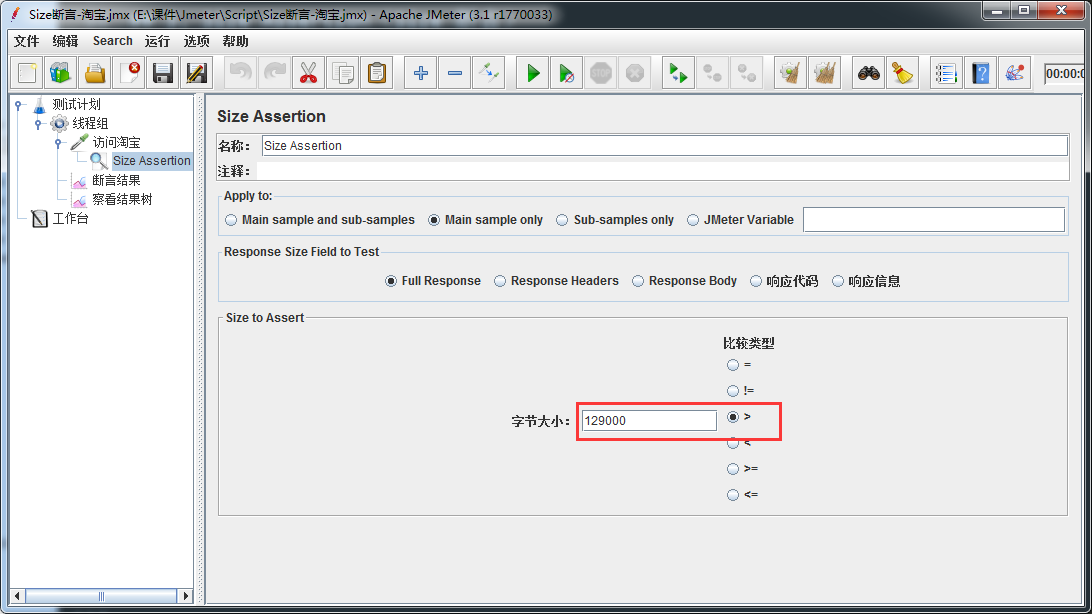 Size断言-淘宝.jmx (E:\课件\Jmeter\Script\Size断言-淘宝.jmx) - Apache JMeter (3.1 r1770033)
文件 编辑 Search 运行 选项 帮助
STOP
00:00:0
测试计划
线程组
访问淘宝
Size Assertion
断言结果
察看结果树
工作台
Size Assertion
名称： Size Assertion
注释：
Apply to:
Main sample and sub-samples Main sample only Sub-samples only JMeter Variable
Response Size Field to Test
Full Response Response Headers Response Body 响应代码 响应信息
Size to Assert
比较类型
=
!=
字节大小： 129000 >
<
>=
<=